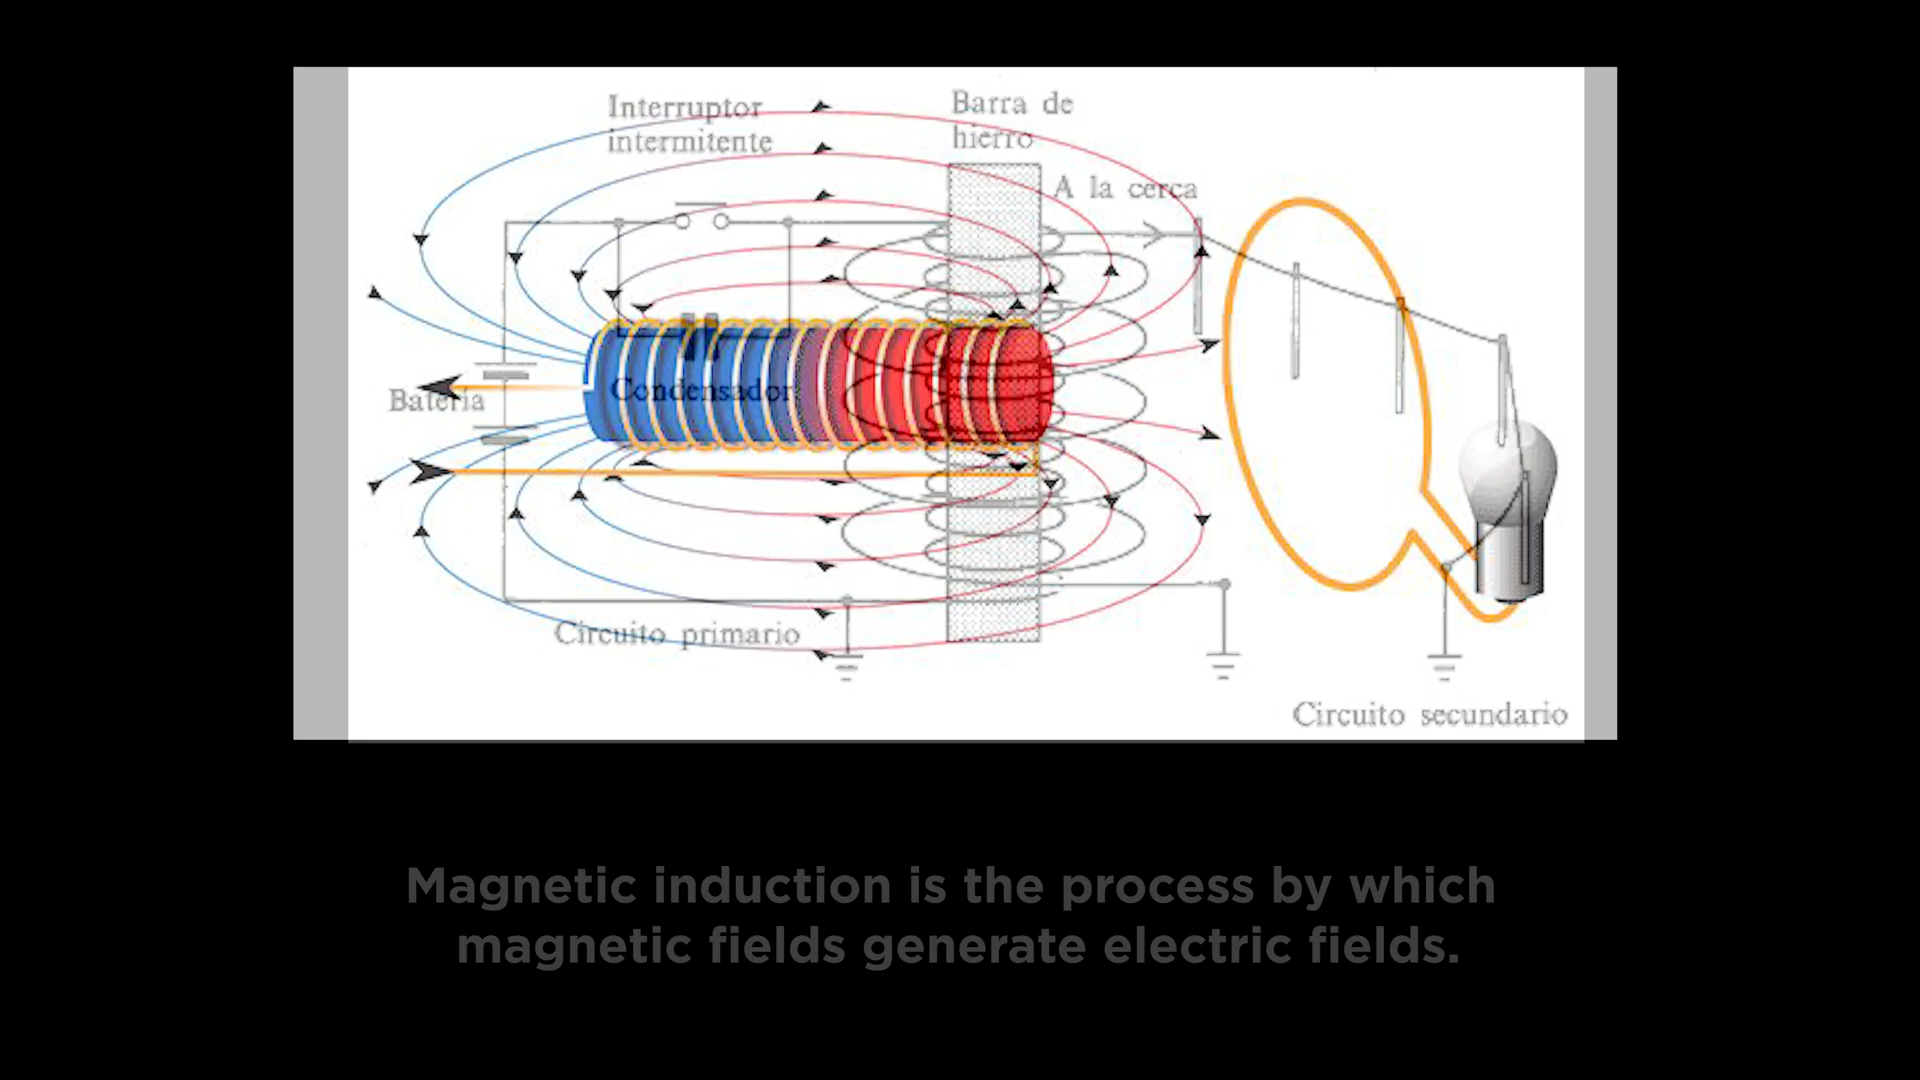 Interruptor
intermitente
Barra de
hierro
A la cerca
Batería
Condensador
Circuito primario
Circuito secundario
Magnetic induction is the process by which
magnetic fields generate electric fields.